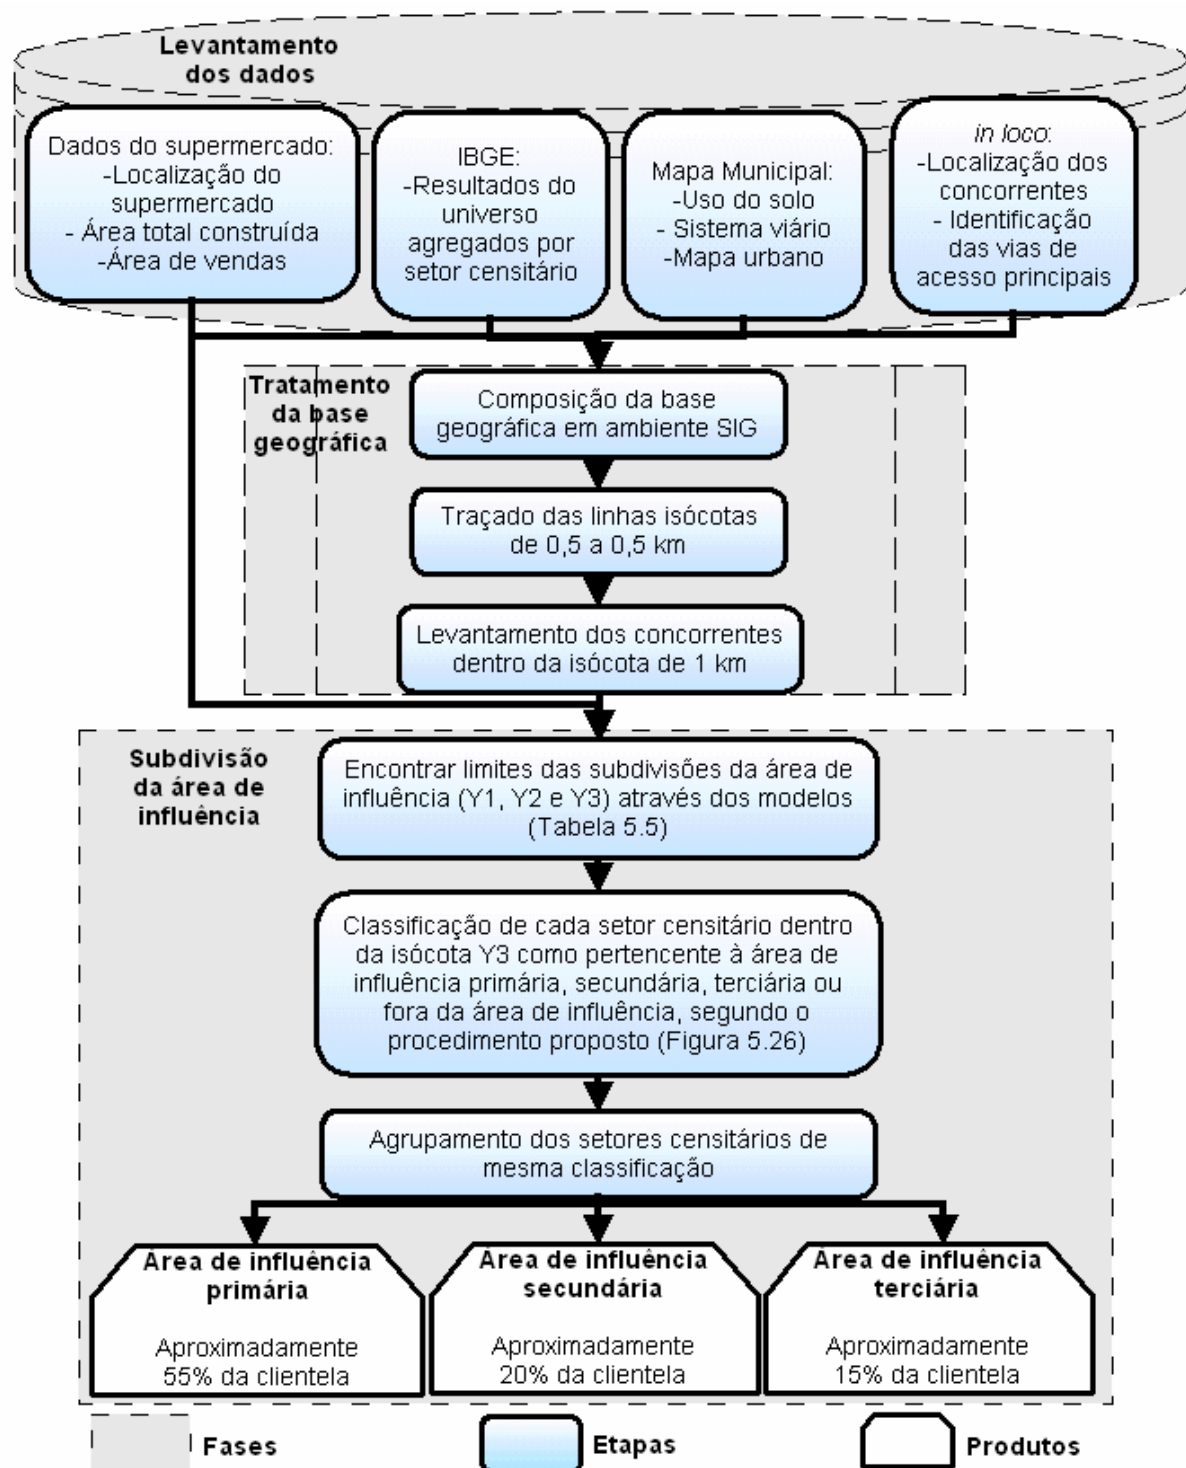 Levantamento
dos dados
Dados do supermercado:
-Localização do
supermercado
- Área total construída
-Área de vendas
IBGE:
-Resultados do
universo
agregados por
setor censitário
Mapa Municipal:
-Uso do solo
- Sistema viário
-Mapa urbano
in loco:
-Localização dos
concorrentes
- Identificação
das vias de
acesso principais
Tratamento
da base
geográfica
Composição da base
geográfica em ambiente SIG
Traçado das linhas isócotas
de 0,5 a 0,5 km
Levantamento dos concorrentes
dentro da isócota de 1 km
Subdivisão
da área de
influência
Encontrar limites das subdivisões da área de
influência (Y1, Y2 e Y3) através dos modelos
(Tabela 5.5)
Classificação de cada setor censitário dentro
da isócota Y3 como pertencente à área de
influência primária, secundária, terciária ou
fora da área de influência, segundo o
procedimento proposto (Figura 5.26)
Agrupamento dos setores censitários de
mesma classificação
Área de influência
primária
Aproximadamente
55% da clientela
Área de influência
secundária
Aproximadamente
20% da clientela
Área de influência
terciária
Aproximadamente
15% da clientela
Fases
Etapas
Produtos